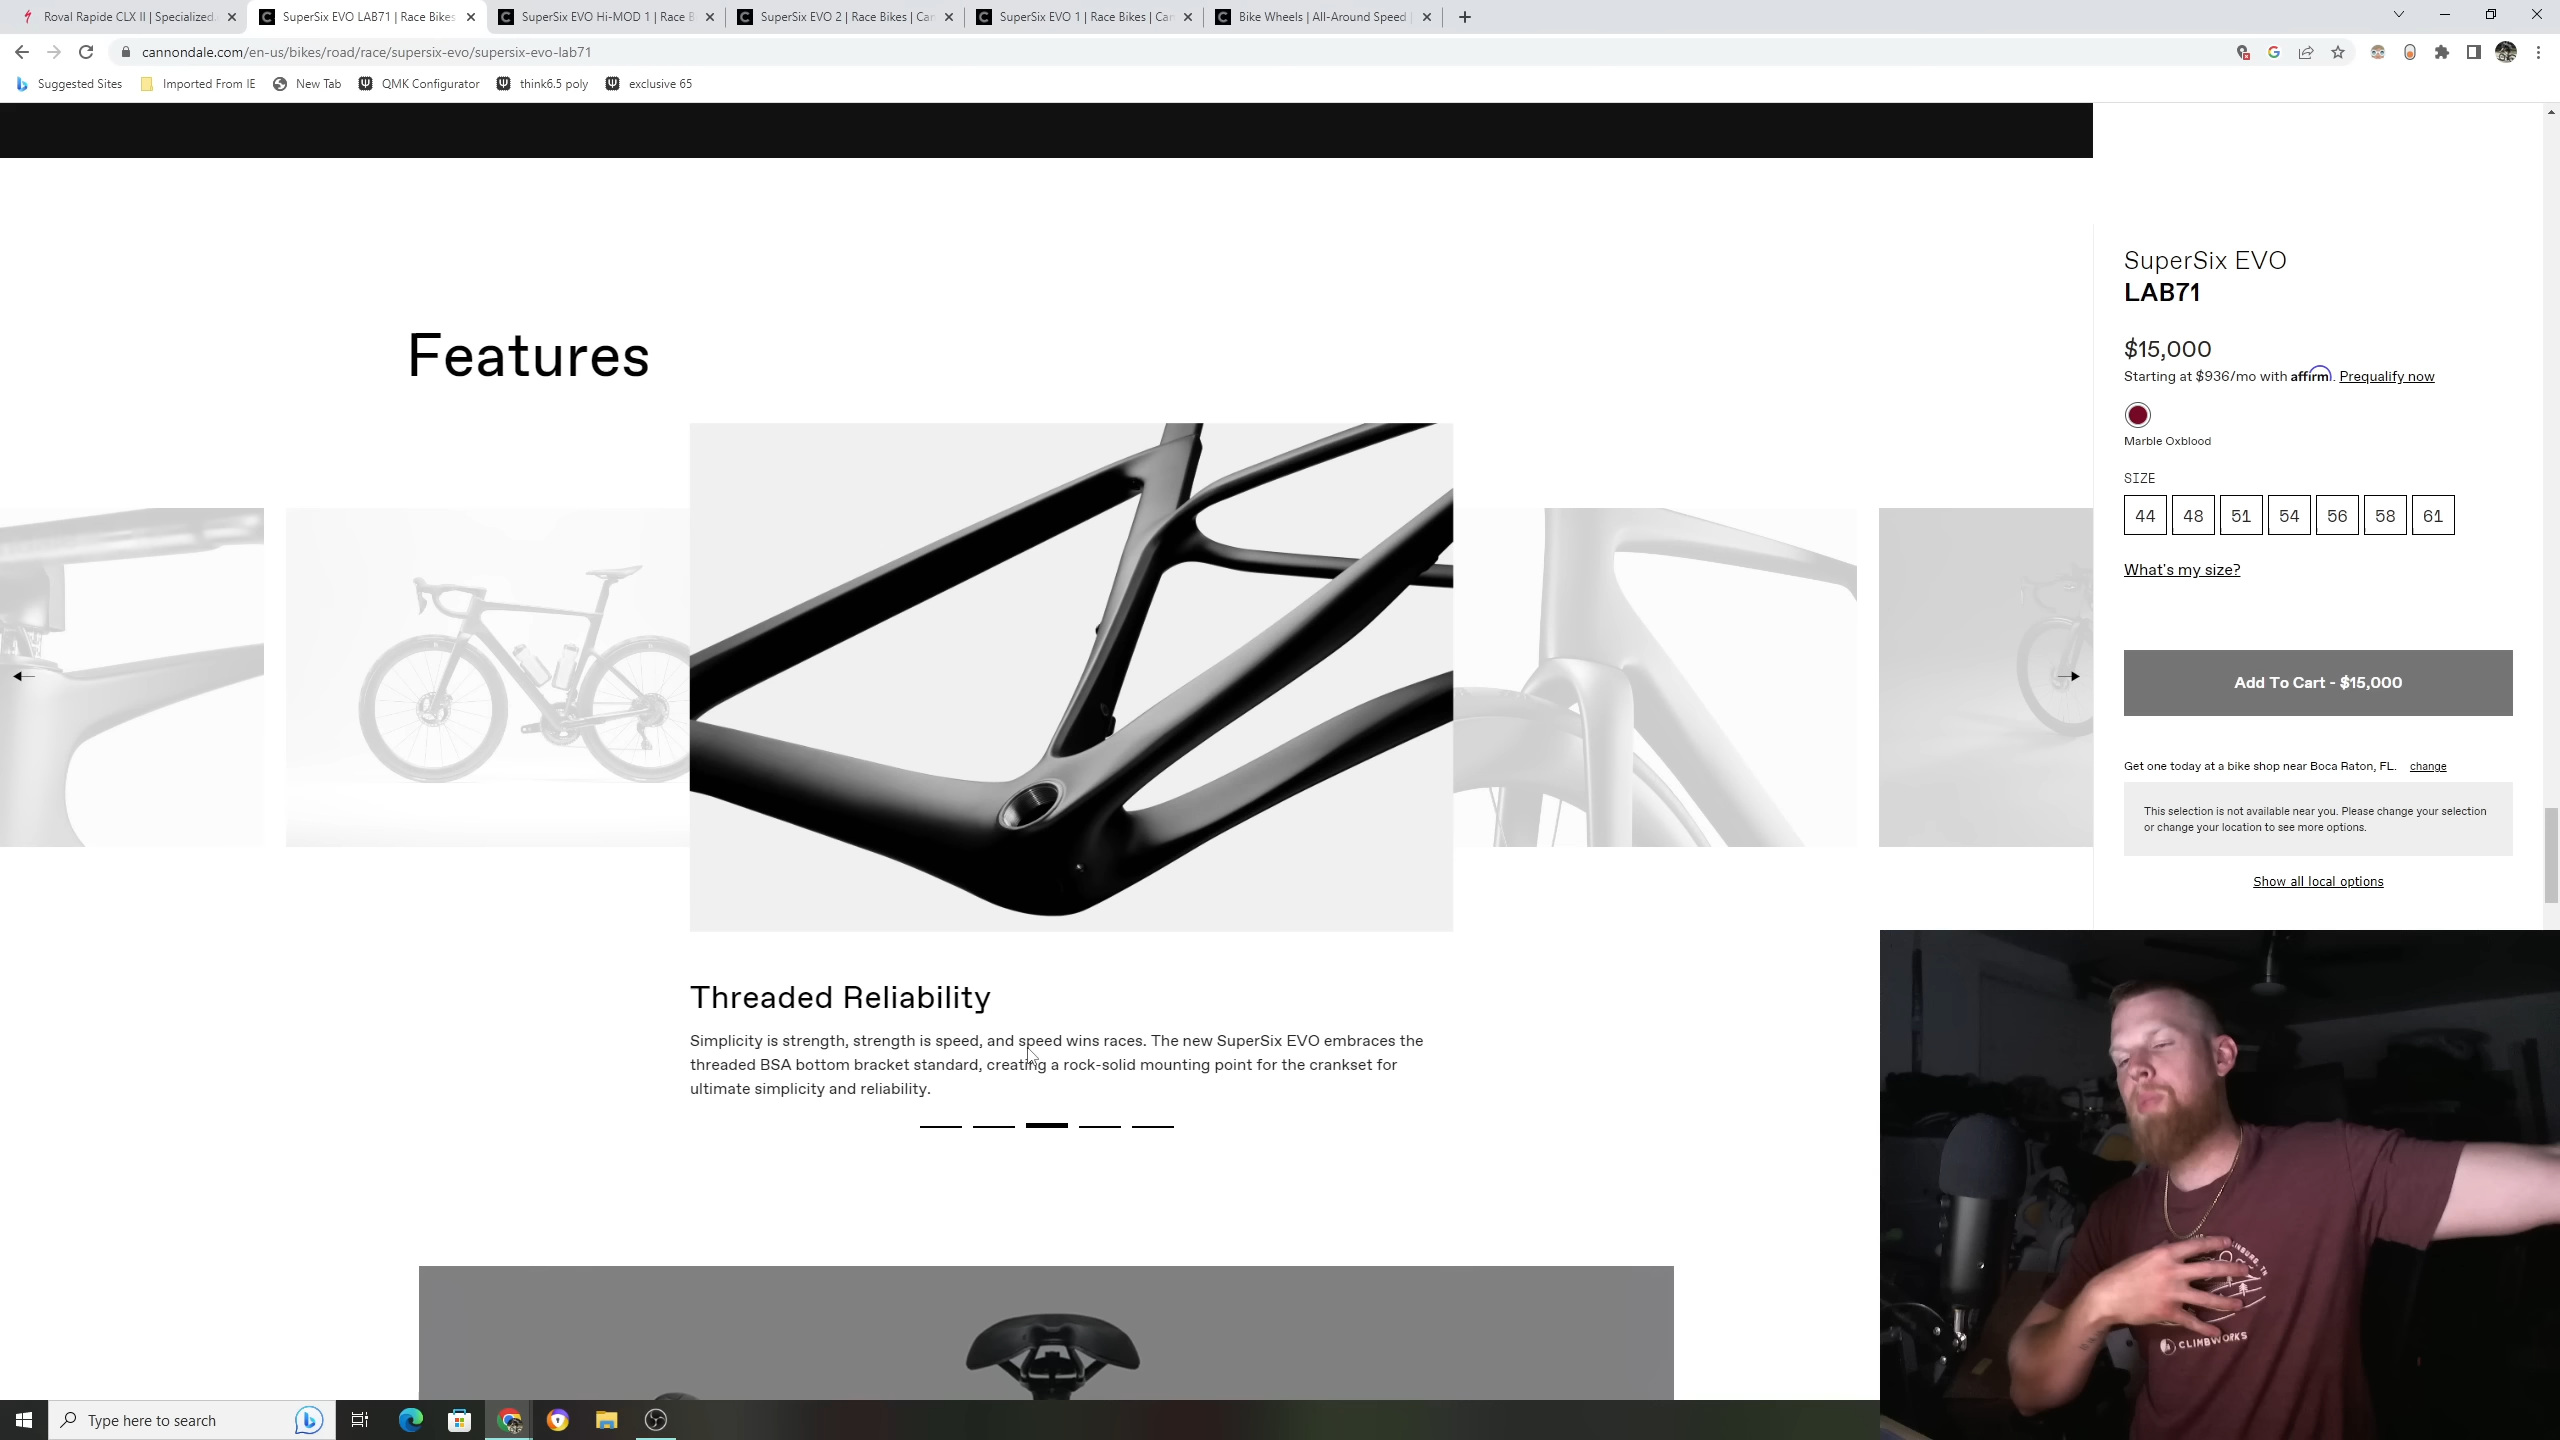 Roval Rapide CLX II | Specialized.
SuperSix EVO LAB71 | Race Bikes
SuperSix EVO Hi-MOD 1 | Race B
SuperSix EVO 2 | Race Bikes | Can
SuperSix EVO 1 | Race Bikes | Can
Bike Wheels | All-Around Speed |
cannondale.com/en-us/bikes/road/race/supersix-evo/supersix-evo-lab71
Suggested Sites
Imported From IE
New Tab
QMK Configurator
think6.5 poly
exclusive 65
Features
Threaded Reliability
Simplicity is strength, strength is speed, and speed wins races. The new SuperSix EVO embraces the
threaded BSA bottom bracket standard, creating a rock-solid mounting point for the crankset for
ultimate simplicity and reliability.
SuperSix EVO
LAB71
$15,000
Starting at $936/mo with affirm. Prequalify now
Marble Oxblood
SIZE
44 48 51 54 56 58 61
What's my size?
Add To Cart - $15,000
Get one today at a bike shop near Boca Raton, FL. change
This selection is not available near you. Please change your selection
or change your location to see more options.
Show all local options
CLIMBWORKS
Type here to search